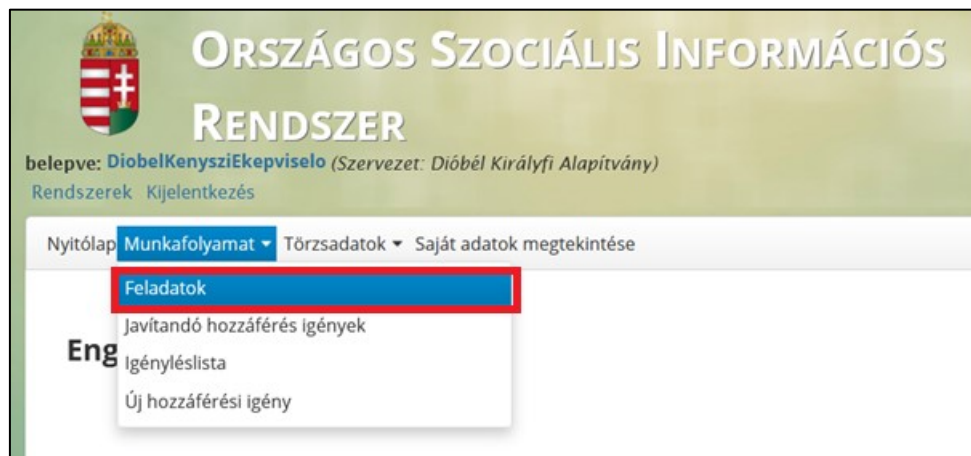 Országos Szociális Információs
Rendszer
belepve: DiobelKenysziEkepviselo (Szervezet: Dióbél Királyfi Alapítvány)
Rendszerek Kijelentkezés
Nyitólap Munkafolyamat Törzsadatok Saját adatok megtekintése
Feladatok
Javítandó hozzáférés igények
Eng
Igényléslista
Új hozzáférési igény